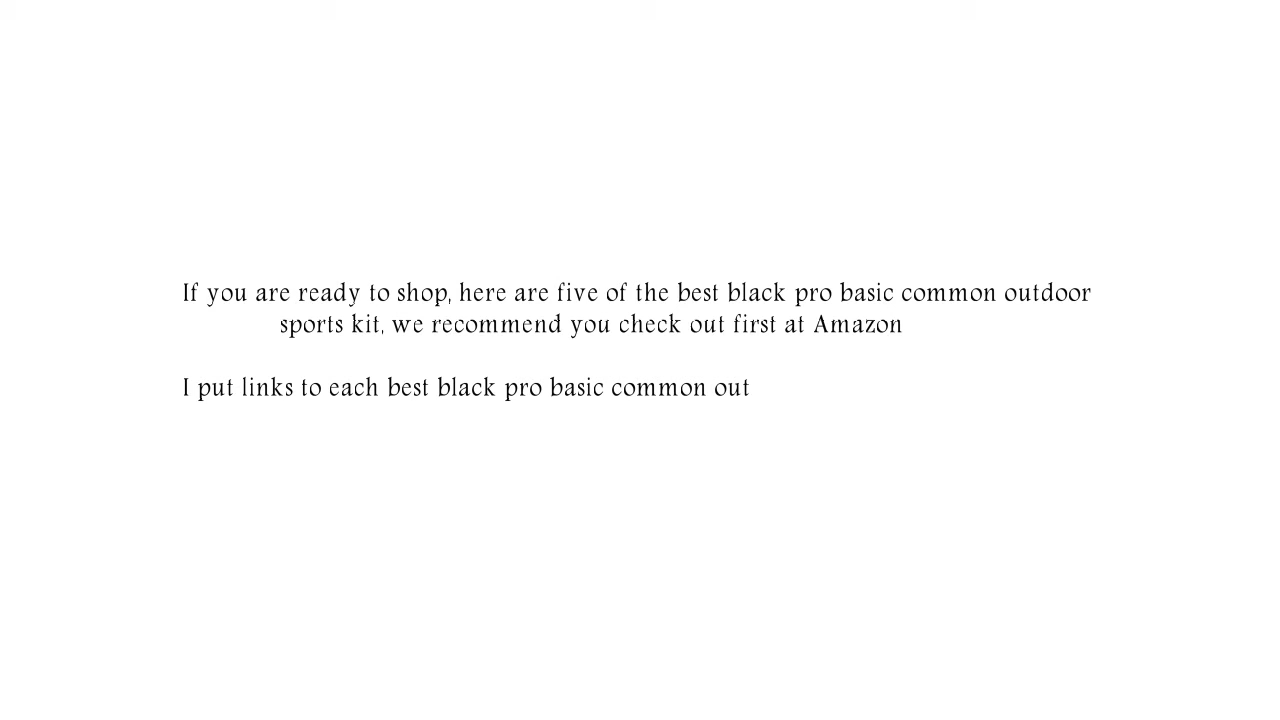 If you are ready to shop, here are five of the best black pro basic common outdoor
sports kit, we recommend you check out first at Amazon
I put links to each best black pro basic common out